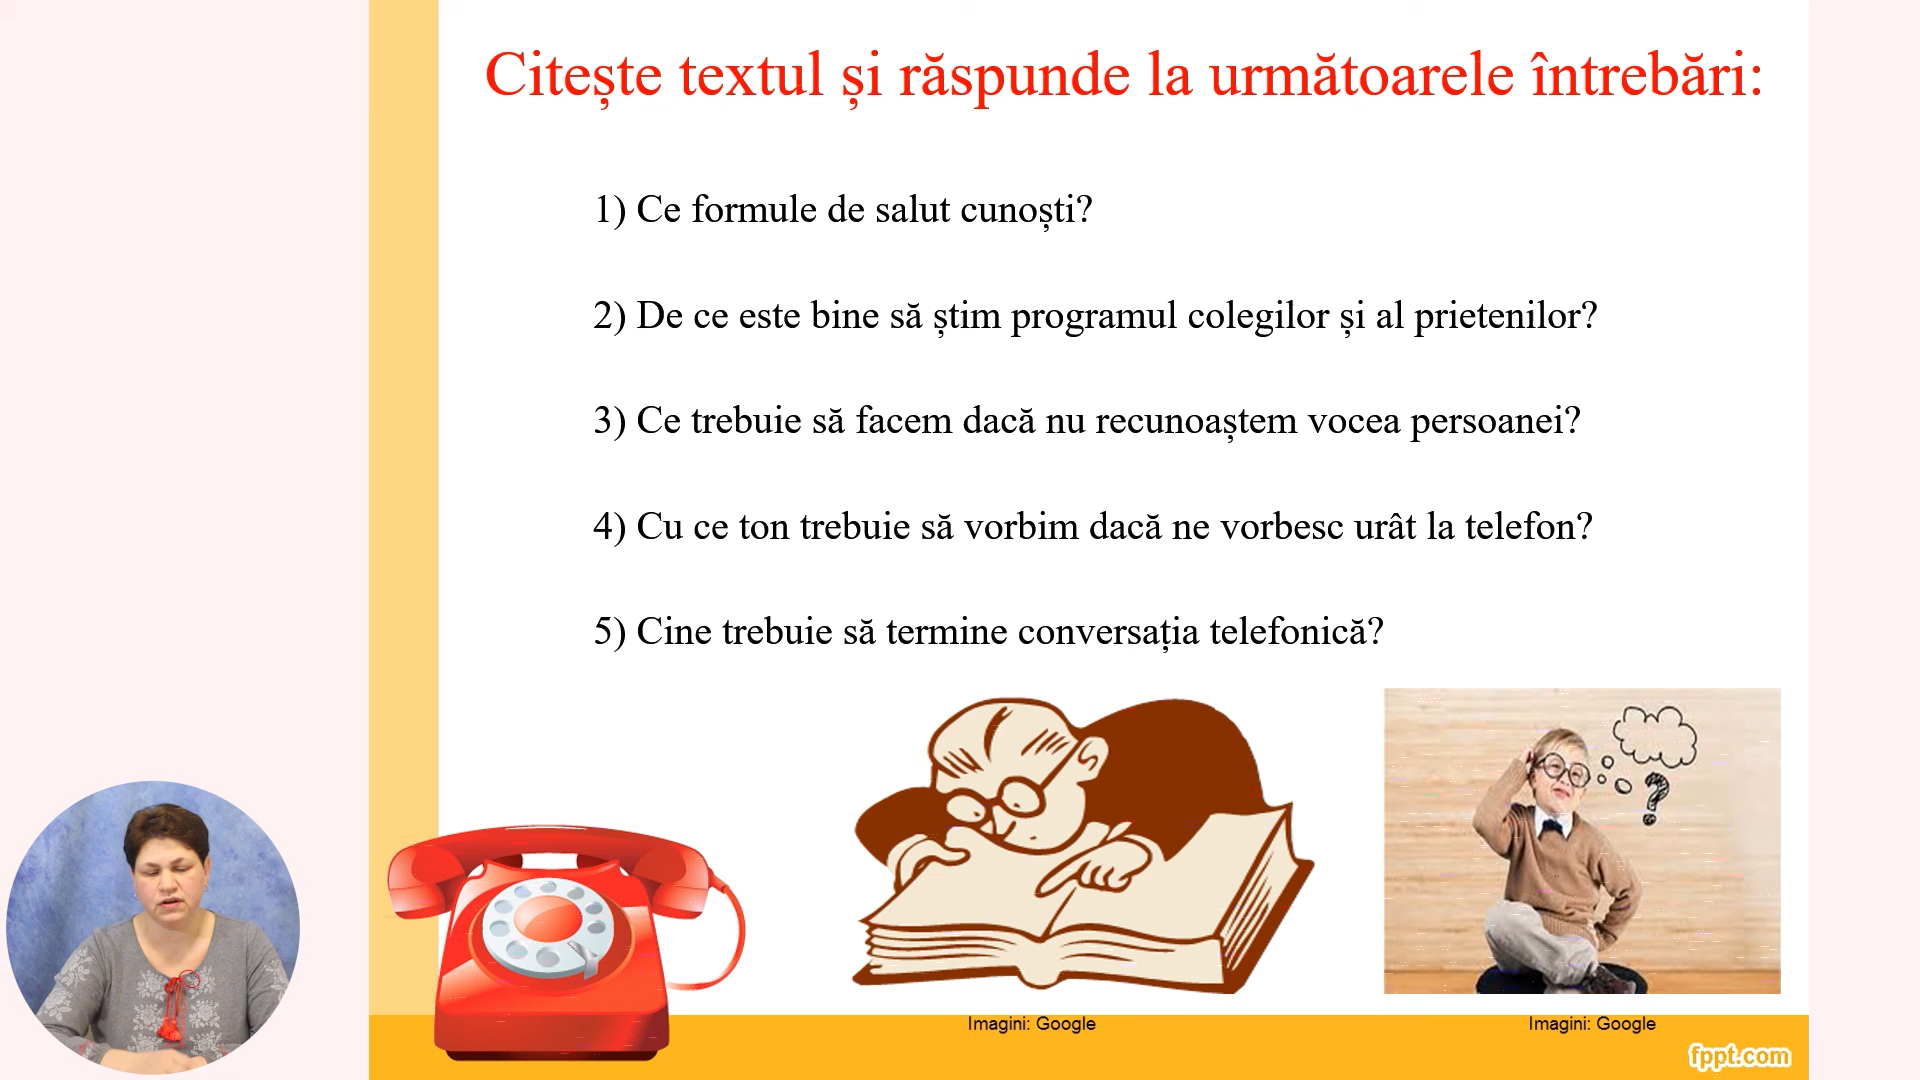 Citește textul și răspunde la următoarele întrebări:
1) Ce formule de salut cunoști?
2) De ce este bine să știm programul colegilor și al prietenilor?
3) Ce trebuie să facem dacă nu recunoaștem vocea persoanei?
4) Cu ce ton trebuie să vorbim dacă ne vorbesc urât la telefon?
5) Cine trebuie să termine conversația telefonică?
?
Imagini: Google
Imagini: Google
fppt.com